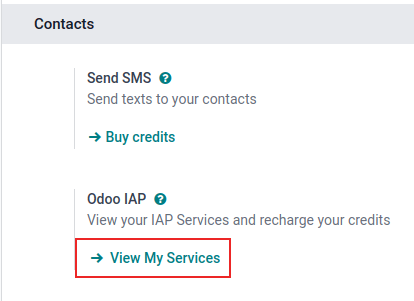 Contacts
Send SMS
Send texts to your contacts
Buy credits
Odoo IAP
View your IAP Services and recharge your credits
View My Services